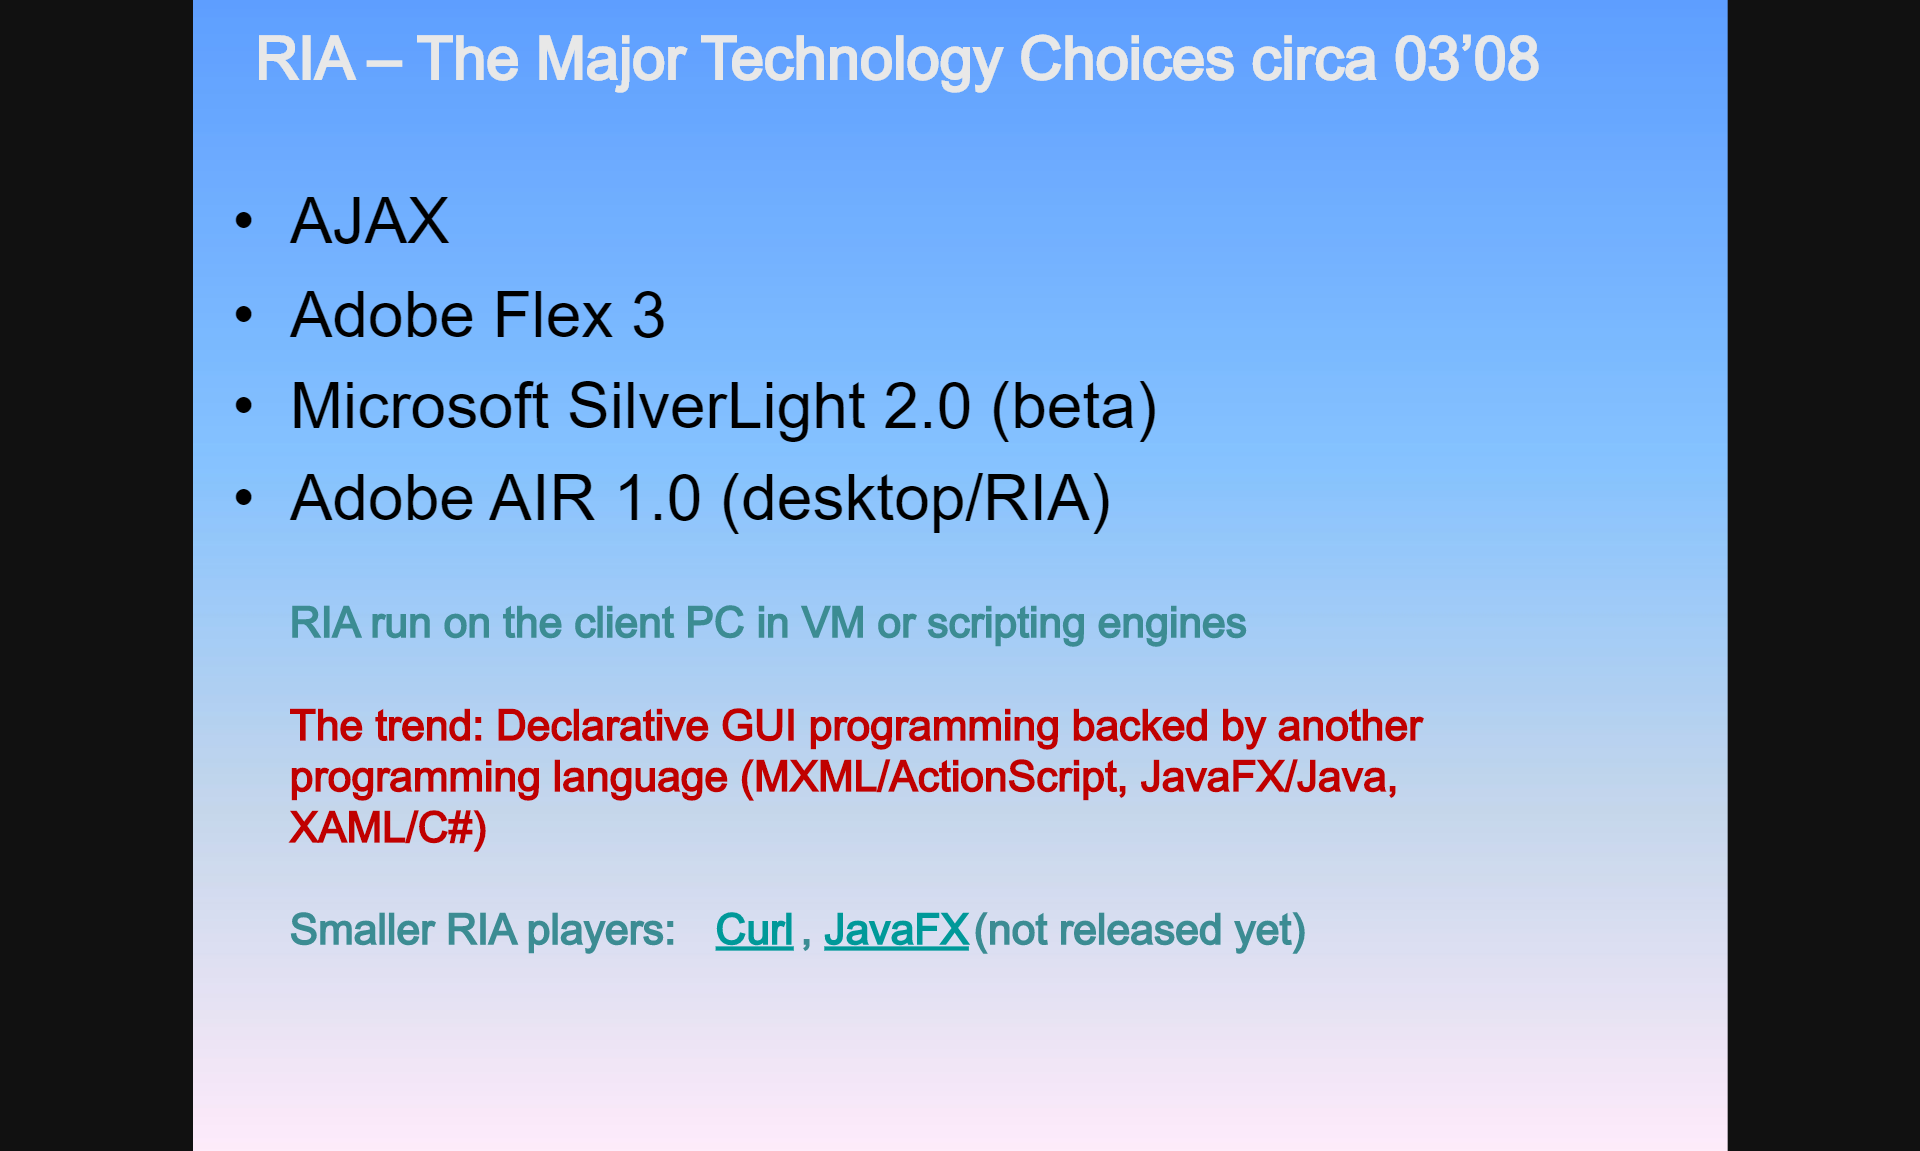 RIA – The Major Technology Choices circa 03’08
• AJAX
• Adobe Flex 3
• Microsoft SilverLight 2.0 (beta)
• Adobe AIR 1.0 (desktop/RIA)
RIA run on the client PC in VM or scripting engines
The trend: Declarative GUI programming backed by another
programming language (MXML/ActionScript, JavaFX/Java,
XAML/C#)
Smaller RIA players: Curl , JavaFX (not released yet)